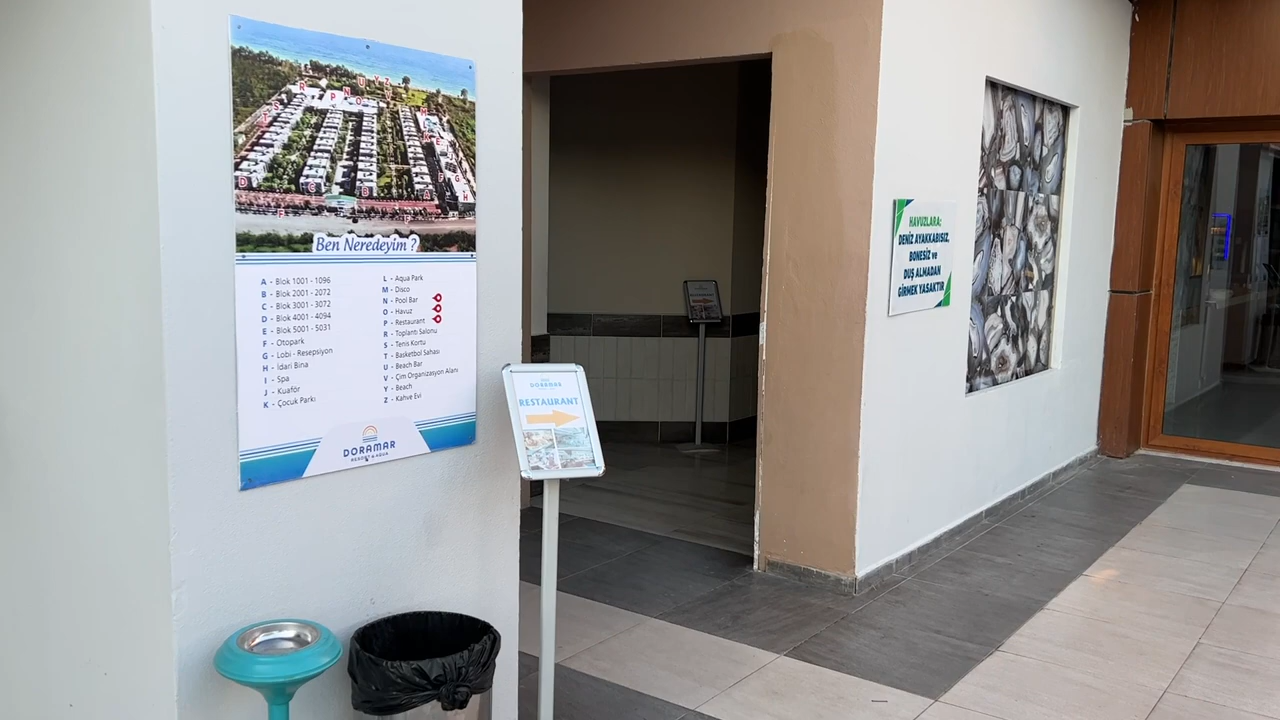 Ben Neredeyim ?
A - Blok 1001 - 1096
B - Blok 2001 - 2072
C - Blok 3001 - 3072
D - Blok 4001 - 4094
E - Blok 5001 - 5031
F - Otopark
G - Lobi - Resepsiyon
H - İdari Bina
I - Spa
J - Kuaför
K - Çocuk Parkı
L - Aqua Park
M - Disco
N - Pool Bar
O - Havuz
P - Restaurant
R - Toplantı Salonu
S - Tenis Kortu
T - Basketbol Sahası
U - Beach Bar
V - Çim Organizasyon Alanı
Y - Beach
Z - Kahve Evi
DORAMAR
RESORT & AQUA
DORAMAR
RESTAURANT
RESTAURANT
HAVUZLARA;
DENİZ AYAKKABISIZ,
BONESİZ ve
DUŞ ALMADAN
GİRMEK YASAKTIR